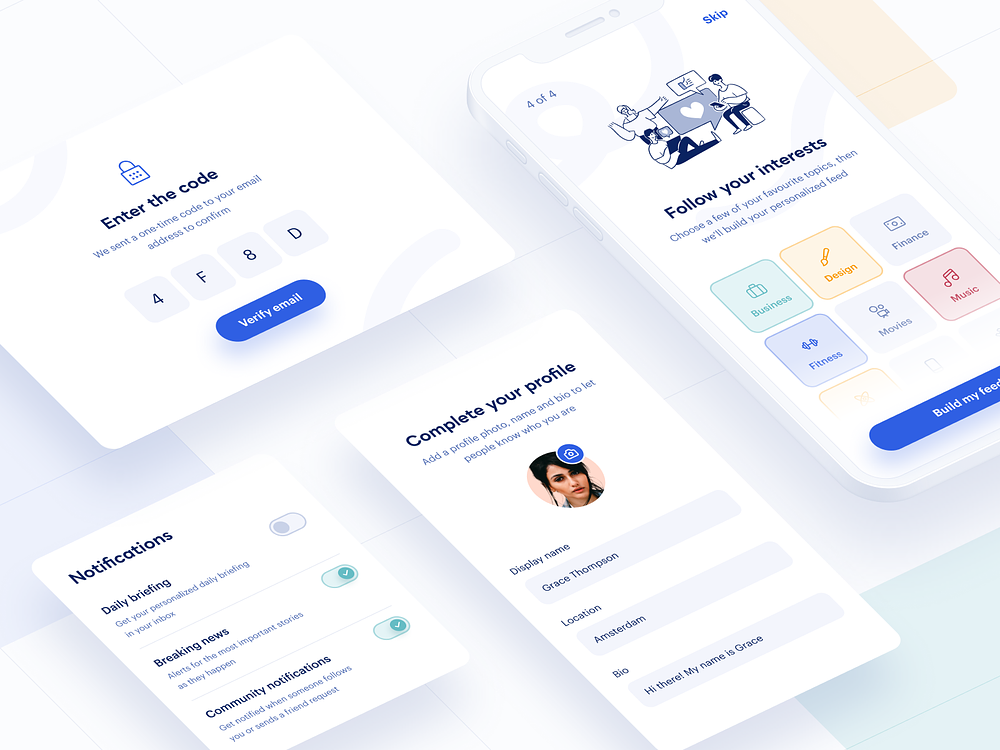 Enter the code
We sent a one-time code to your email
address to confirm
4 F 8 D
Verify email
Skip
4 of 4
Follow your interests
Choose a few of your favourite topics, then
we'll build your personalized feed
Business
Design
Finance
Fitness
Movies
Music
Build my feed
Complete your profile
Add a profile photo, name and bio to let
people know who you are
Display name
Grace Thompson
Location
Amsterdam
Bio
Hi there! My name is Grace
Notifications
Daily briefing
Get your personalized daily briefing
in your inbox
Breaking news
Alerts for the most important stories
as they happen
Community notifications
Get notified when someone follows
you or sends a friend request